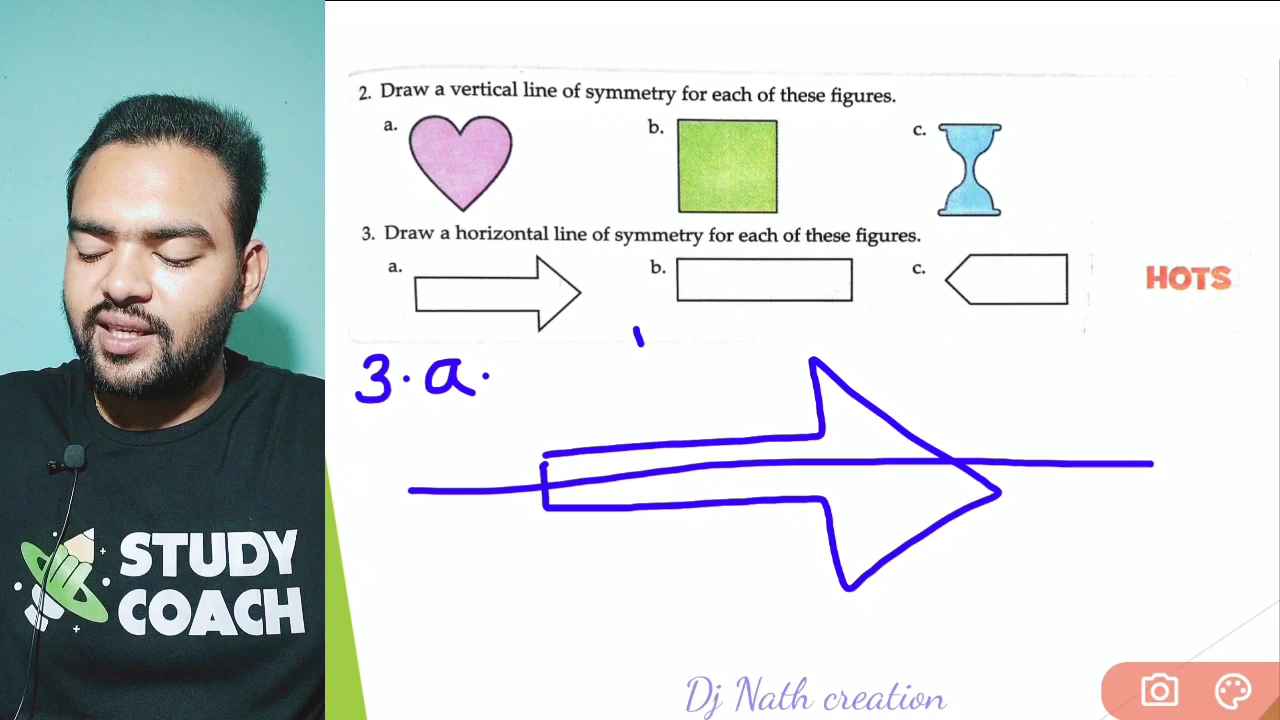 2. Draw a vertical line of symmetry for each of these figures.
a. b. c.
3. Draw a horizontal line of symmetry for each of these figures.
a. b. c. HOTS
3. a.
STUDY
COACH
Dj Nath creation